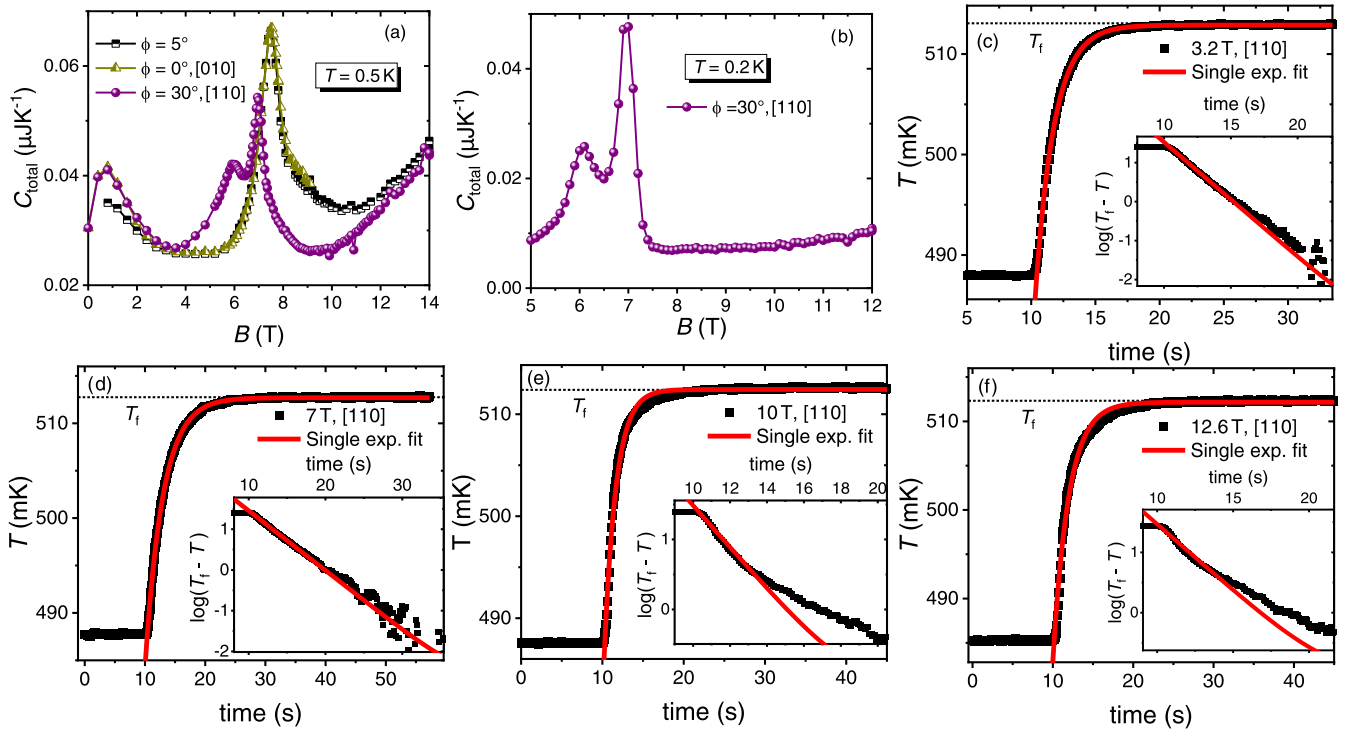 (a)
ϕ = 5°
ϕ = 0°,[010]
ϕ = 30°,[110]
T = 0.5 K
C_total (μJK⁻¹)
0.06
0.04
0.02
0 2 4 6 8 10 12 14
B (T)
(b)
T = 0.2 K
ϕ =30°,[110]
C_total (μJK⁻¹)
0.04
0.02
0.00
5 6 7 8 9 10 11 12
B (T)
(c)
T_f
3.2 T, [110]
Single exp. fit
time (s)
10 15 20
log(T_f - T)
1
0
-1
-2
T (mK)
512
500
488
5 10 15 20 25 30
time (s)
(d)
T_f
7 T, [110]
Single exp. fit
time (s)
10 20 30
log(T_f - T)
1
0
-1
-2
T (mK)
510
500
490
0 10 20 30 40 50
time (s)
(e)
T_f
10 T, [110]
Single exp. fit
time (s)
10 12 14 16 18 20
log(T_f - T)
1
0
T (mK)
510
500
490
0 10 20 30 40
time (s)
(f)
T_f
12.6 T, [110]
Single exp. fit
time (s)
10 15 20
log(T_f - T)
1
0
T (mK)
510
500
490
0 10 20 30 40
time (s)